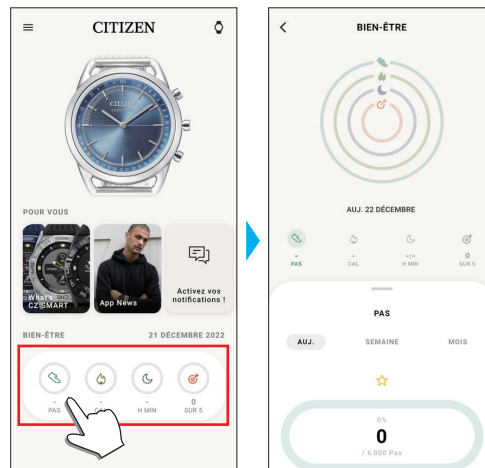 CITIZEN
CITIZEN
POUR VOUS
What's
CZ SMART
App News
Activez vos
notifications !
BIEN-ÊTRE
21 DÉCEMBRE 2022
-
-
-
0
PAS
CAL
H MIN
SUR 5
BIEN-ÊTRE
AUJ. 22 DÉCEMBRE
-
-
-:-
0
PAS
CAL
H MIN
SUR 5
PAS
AUJ.
SEMAINE
MOIS
0%
0
/ 6 000 Pas